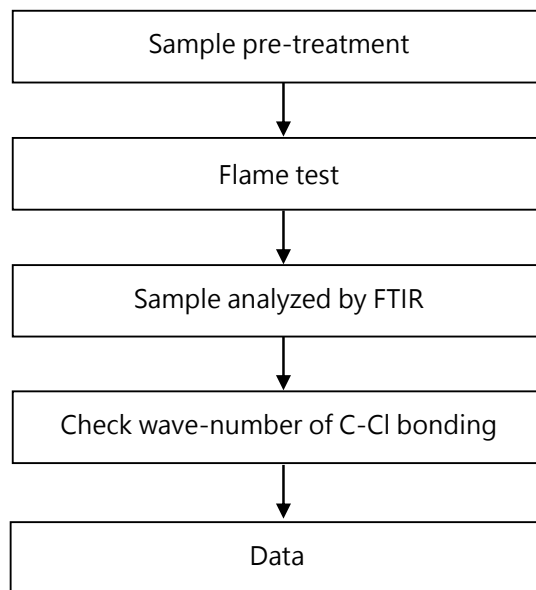 Sample pre-treatment
Flame test
Sample analyzed by FTIR
Check wave-number of C-Cl bonding
Data